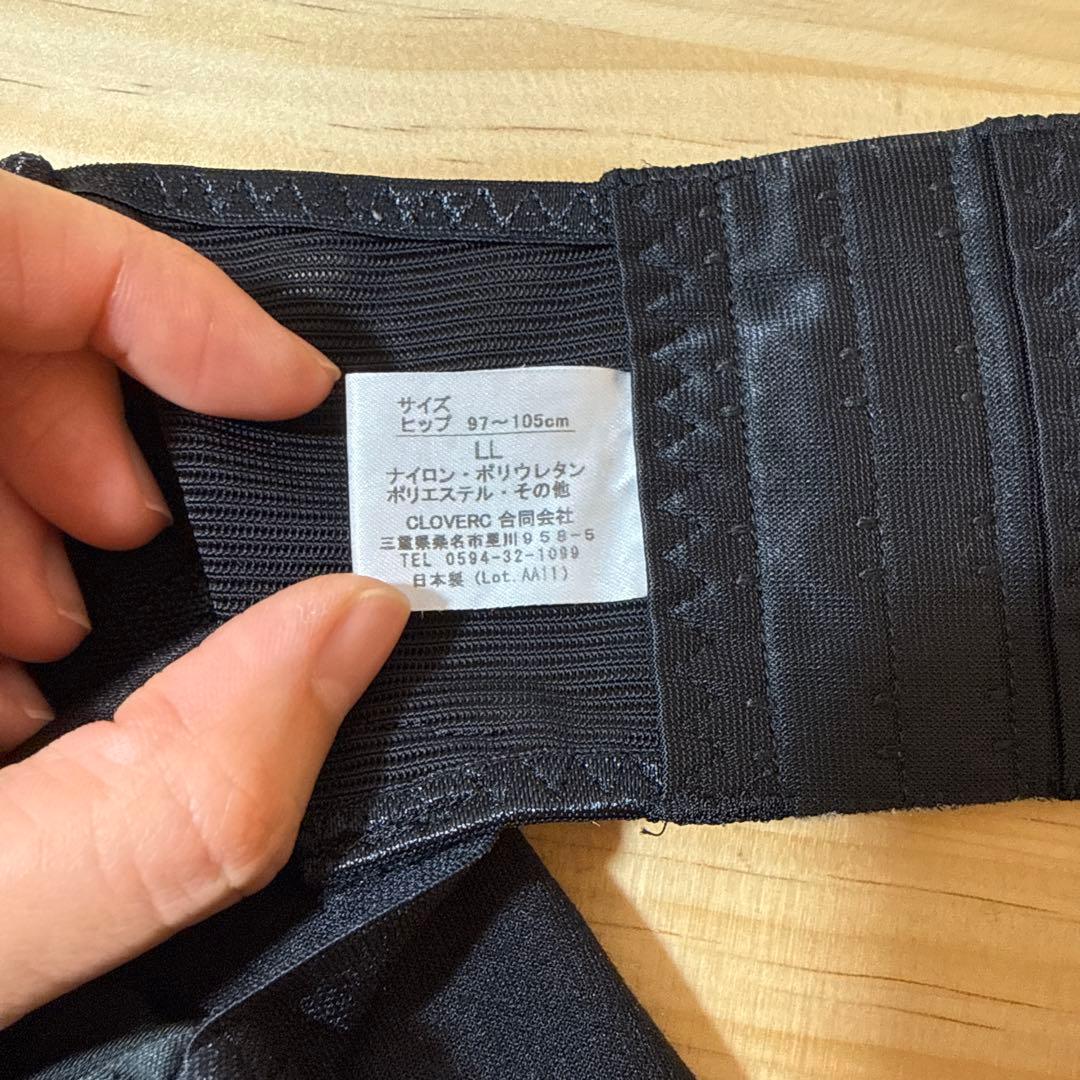 サイズ
ヒップ 97～105cm
LL
ナイロン・ポリウレタン
ポリエステル・その他
CLOVERC 合同会社
三重県桑名市星川958-5
TEL 0594-32-1099
日本製 (Lot.AA11)